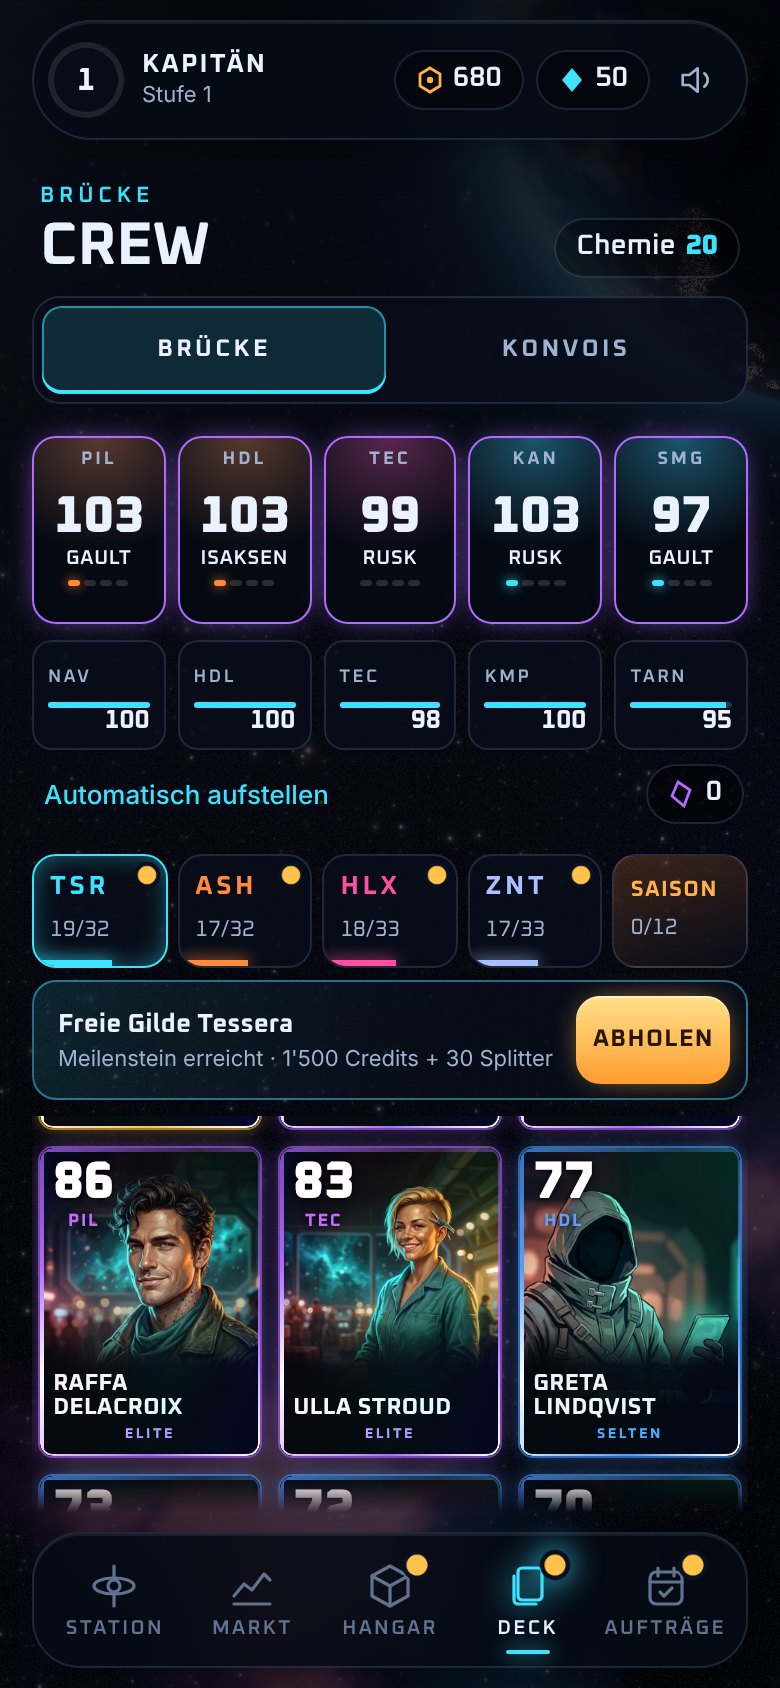 1
KAPITÄN
Stufe 1
680
50
BRÜCKE
CREW
Chemie 20
BRÜCKE
KONVOIS
PIL
103
GAULT
HDL
103
ISAKSEN
TEC
99
RUSK
KAN
103
RUSK
SMG
97
GAULT
NAV
100
HDL
100
TEC
98
KMP
100
TARN
95
Automatisch aufstellen
0
TSR
19/32
ASH
17/32
HLX
18/33
ZNT
17/33
SAISON
0/12
Freie Gilde Tessera
Meilenstein erreicht · 1'500 Credits + 30 Splitter
ABHOLEN
86
PIL
RAFFA
DELACROIX
ELITE
83
TEC
ULLA STROUD
ELITE
77
HDL
GRETA
LINDQVIST
SELTEN
STATION
MARKT
HANGAR
DECK
AUFTRÄGE